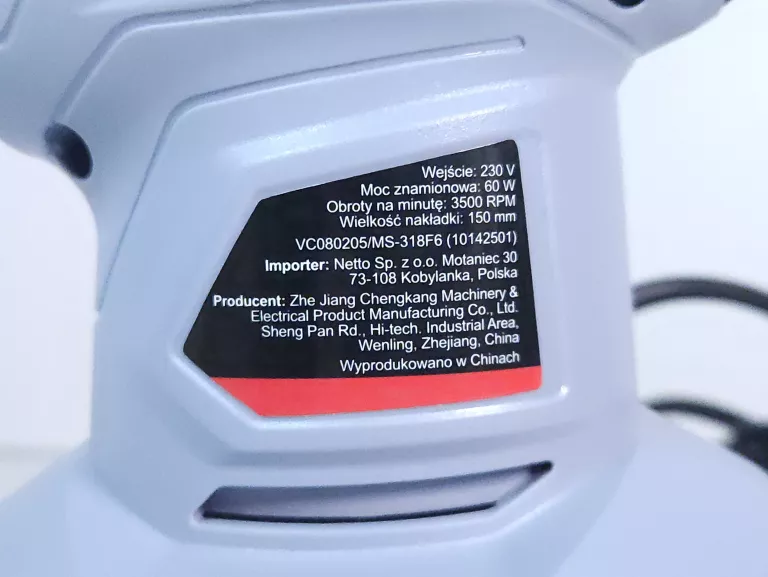 Wejście: 230 V
Moc znamionowa: 60 W
Obroty na minutę: 3500 RPM
Wielkość nakładki: 150 mm
VC080205/MS-318F6 (10142501)
Importer: Netto Sp. z o.o. Motaniec 30
73-108 Kobylanka, Polska
Producent: Zhe Jiang Chengkang Machinery &
Electrical Product Manufacturing Co., Ltd.
Sheng Pan Rd., Hi-tech. Industrial Area,
Wenling, Zhejiang, China
Wyprodukowano w Chinach